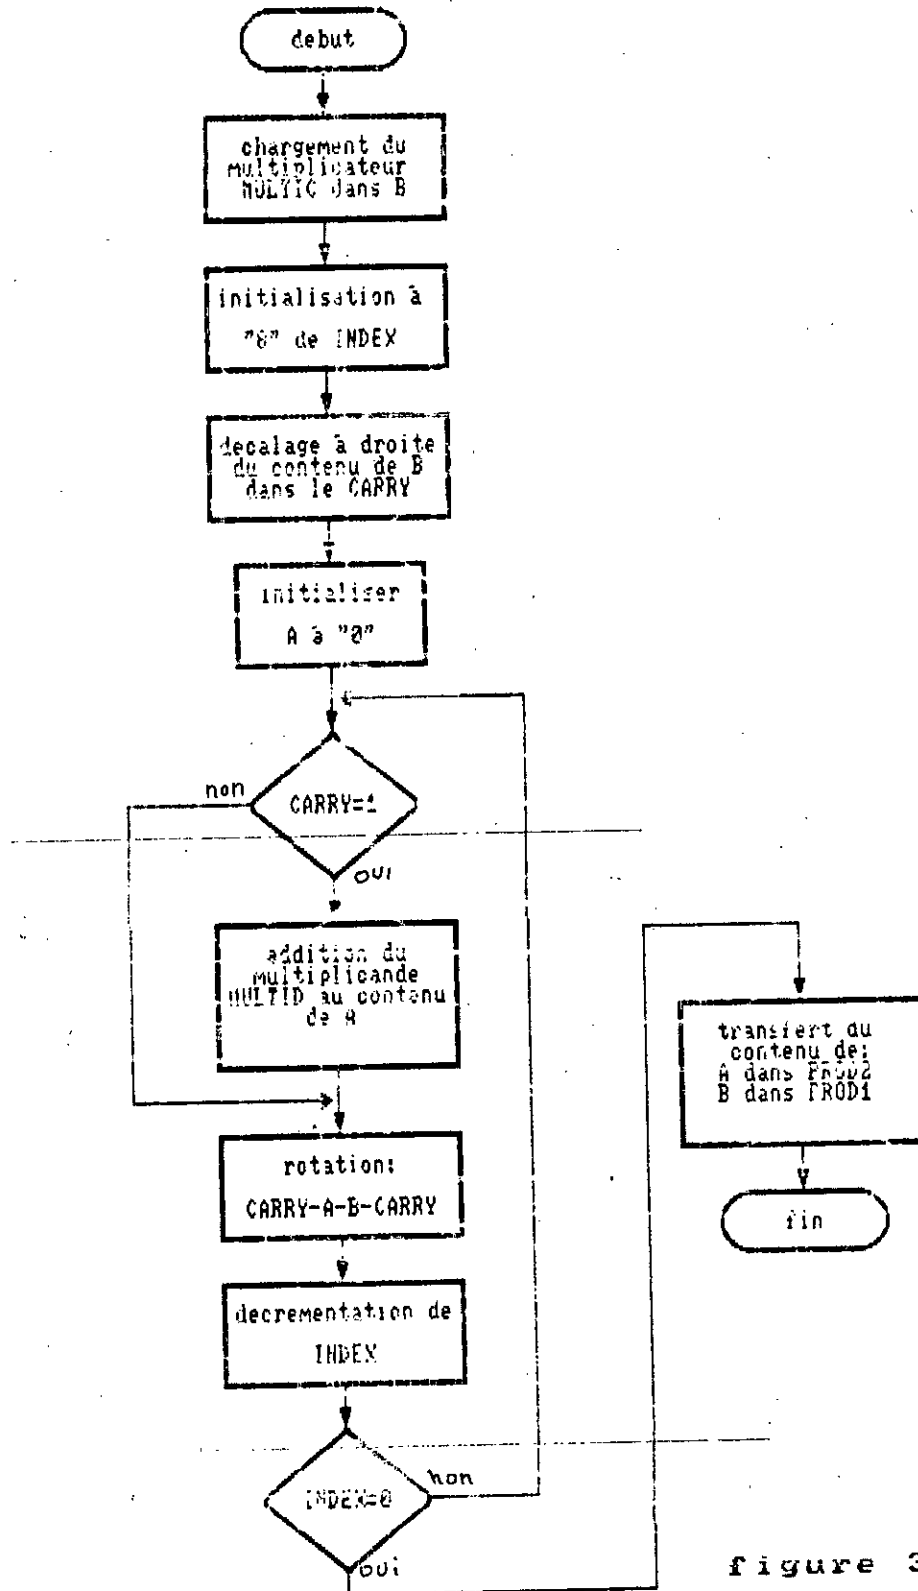 debut
chargement du
multiplicateur
MULTIC dans B
initialisation à
"8" de INDEX
decalage à droite
du contenu de B
dans le CARRY
initialiser
A à "0"
CARRY=1
non
oui
addition du
multiplicande
MULTID au contenu
de A
rotation:
CARRY-A-B-CARRY
decrementation de
INDEX
INDEX=0
non
oui
transfert du
contenu de:
A dans PROD2
B dans PROD1
fin
figure 3